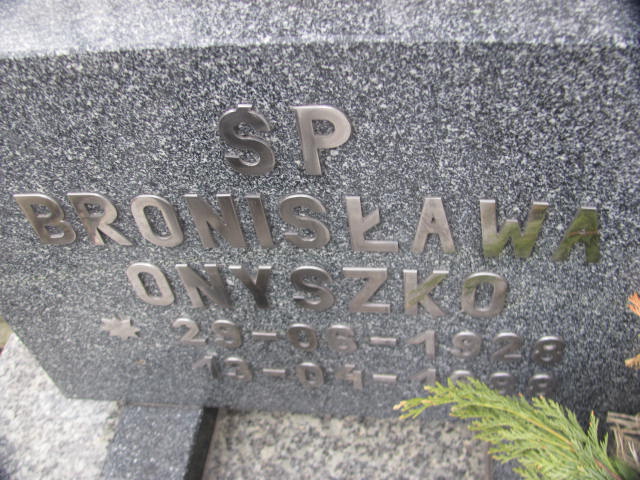 ŚP
BRONISŁAWA
ONYSZKO
* 29-06-1928